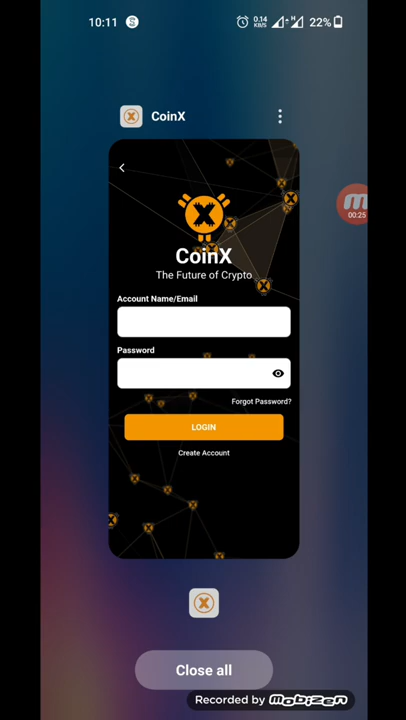 10:11
0.14
KB/S
H
22%
CoinX
00:25
CoinX
The Future of Crypto
Account Name/Email
Password
Forgot Password?
LOGIN
Create Account
Close all
Recorded by mobizen